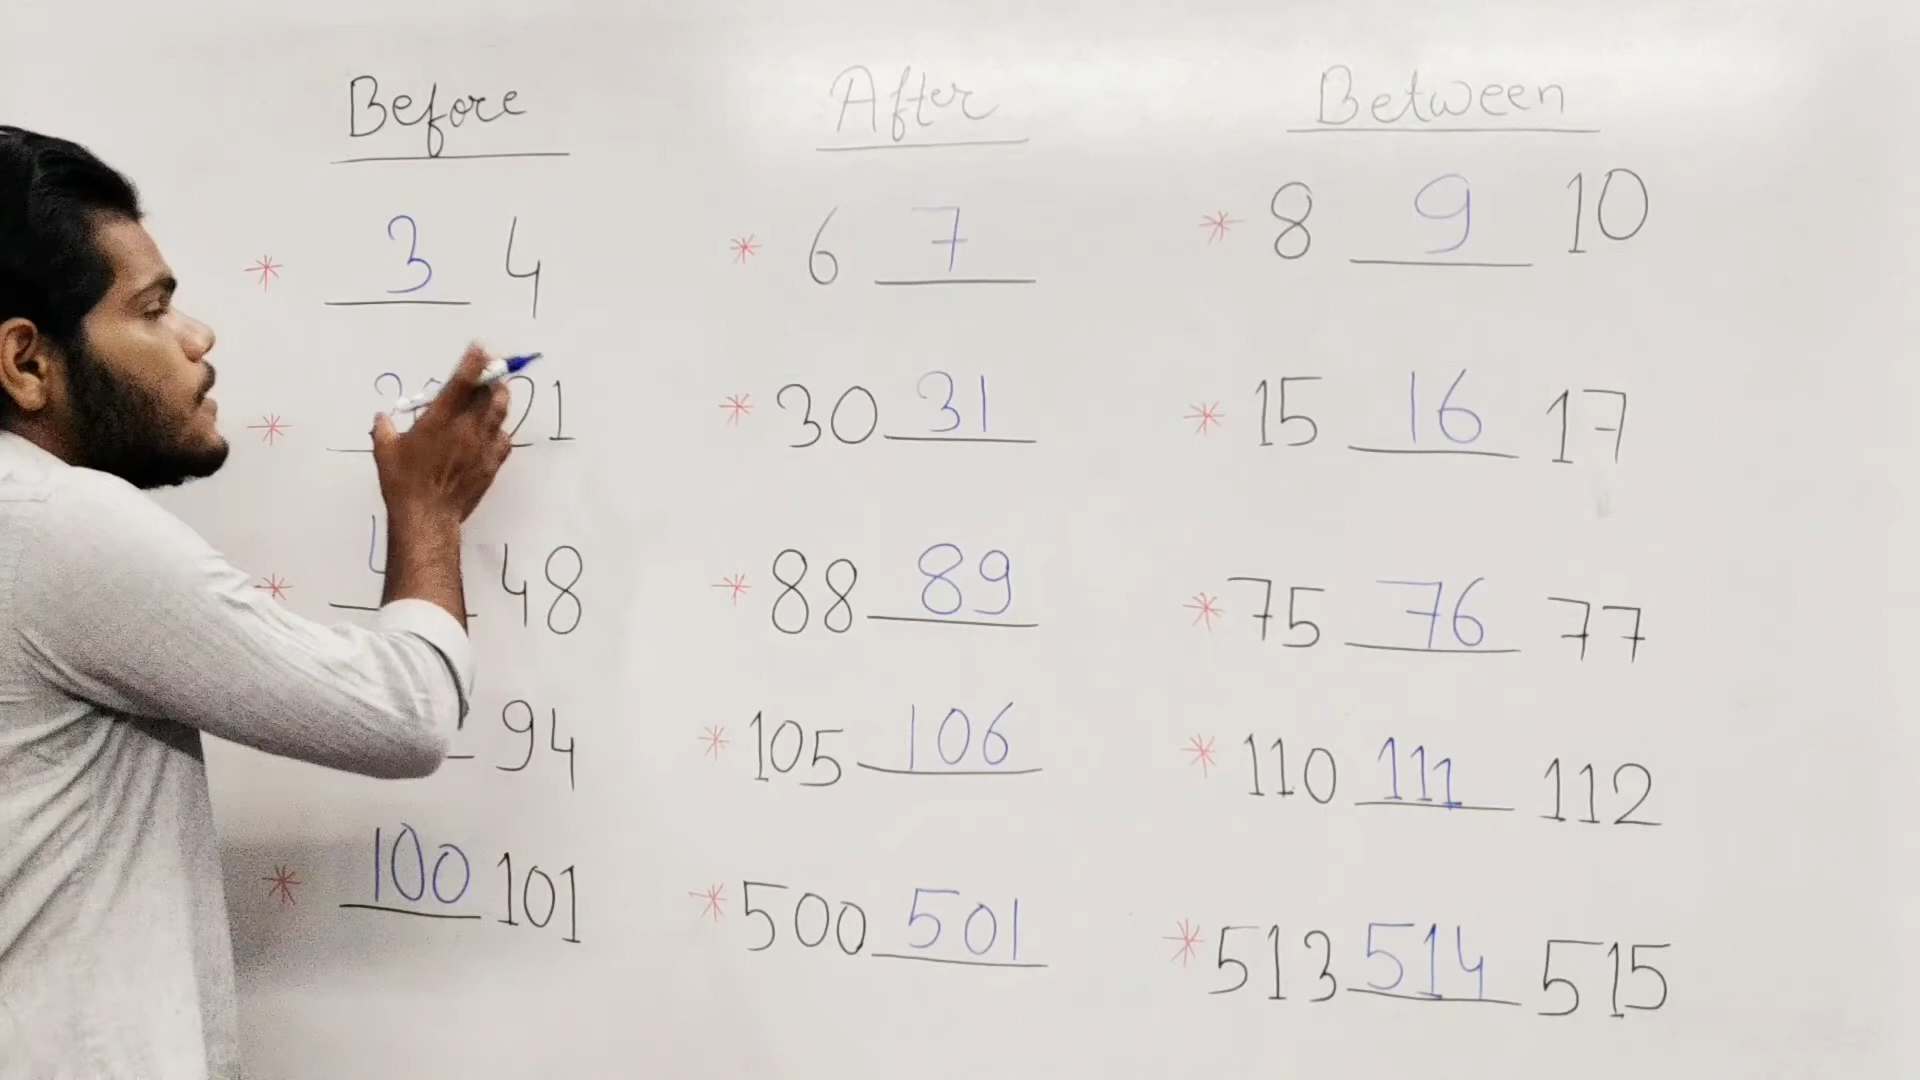 Before After Between
* 3 4 * 6 7 * 8 9 10
* 21 * 30 31 * 15 16 17
* 48 * 88 89 * 75 76 77
94 * 105 106 * 110 111 112
* 100 101 * 500 501 * 513 514 515